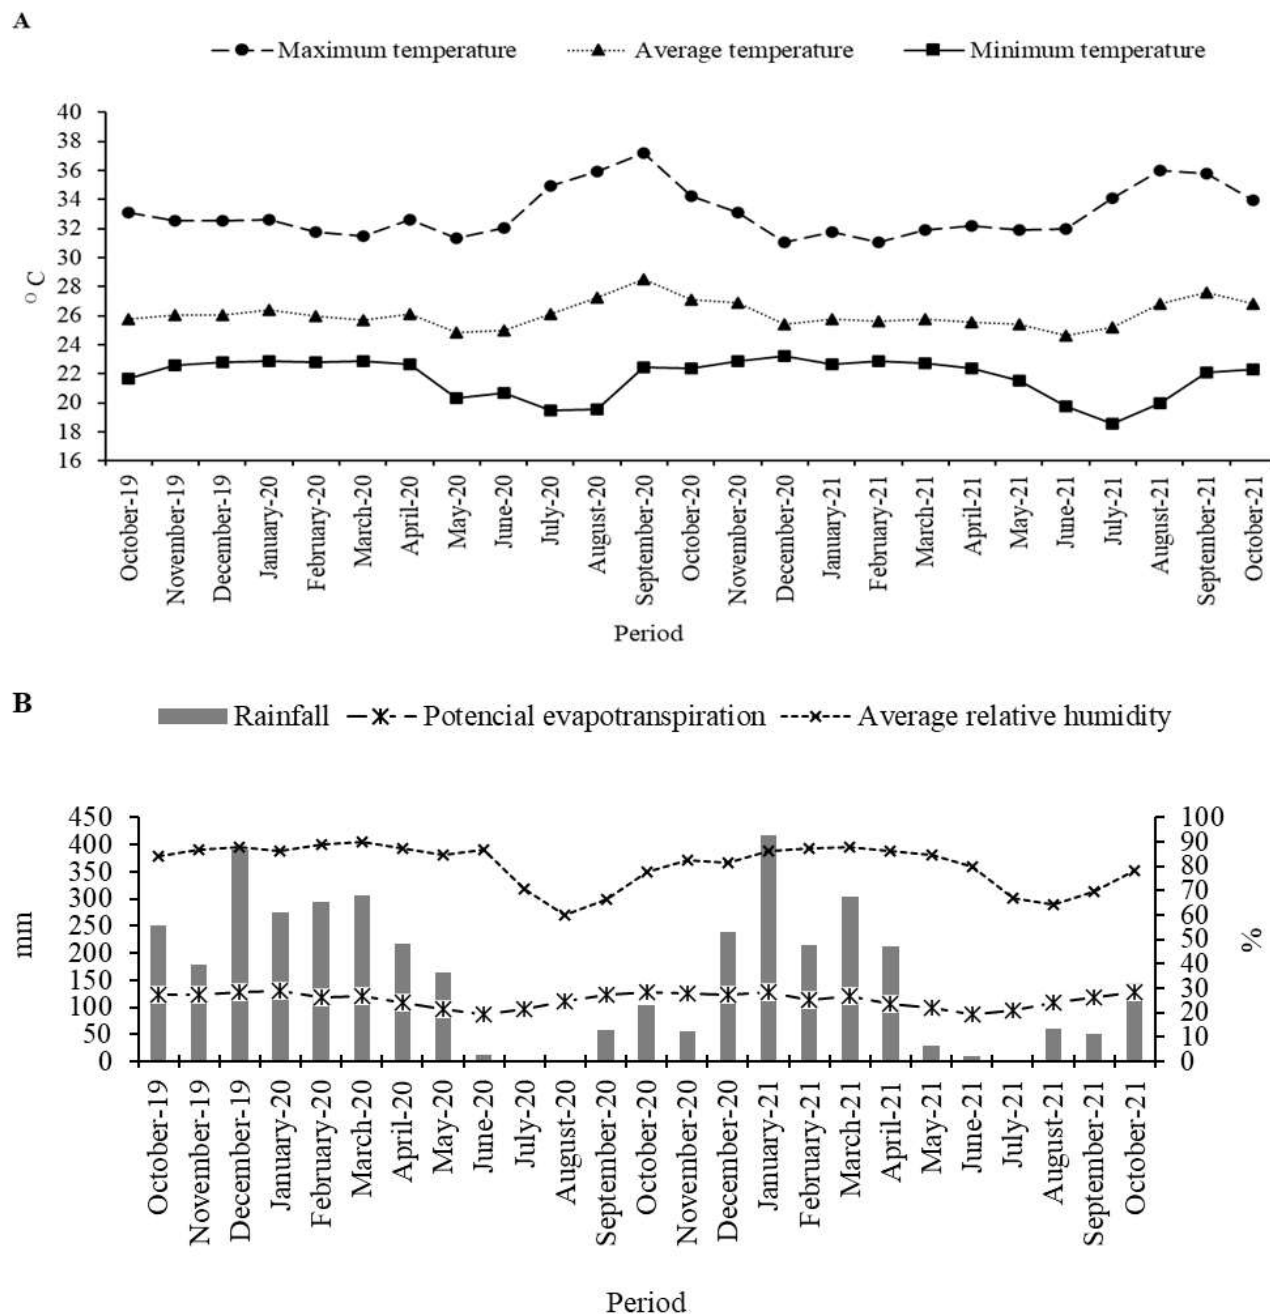 A
Maximum temperature Average temperature Minimum temperature
40
38
36
34
32
30
28
26
24
22
20
18
16
° C
October-19
November-19
December-19
January-20
February-20
March-20
April-20
May-20
June-20
July-20
August-20
September-20
October-20
November-20
December-20
January-21
February-21
March-21
April-21
May-21
June-21
July-21
August-21
September-21
October-21
Period
B
Rainfall Potencial evapotranspiration Average relative humidity
450
400
350
300
250
200
150
100
50
0
mm
100
90
80
70
60
50
40
30
20
10
0
%
October-19
November-19
December-19
January-20
February-20
March-20
April-20
May-20
June-20
July-20
August-20
September-20
October-20
November-20
December-20
January-21
February-21
March-21
April-21
May-21
June-21
July-21
August-21
September-21
October-21
Period